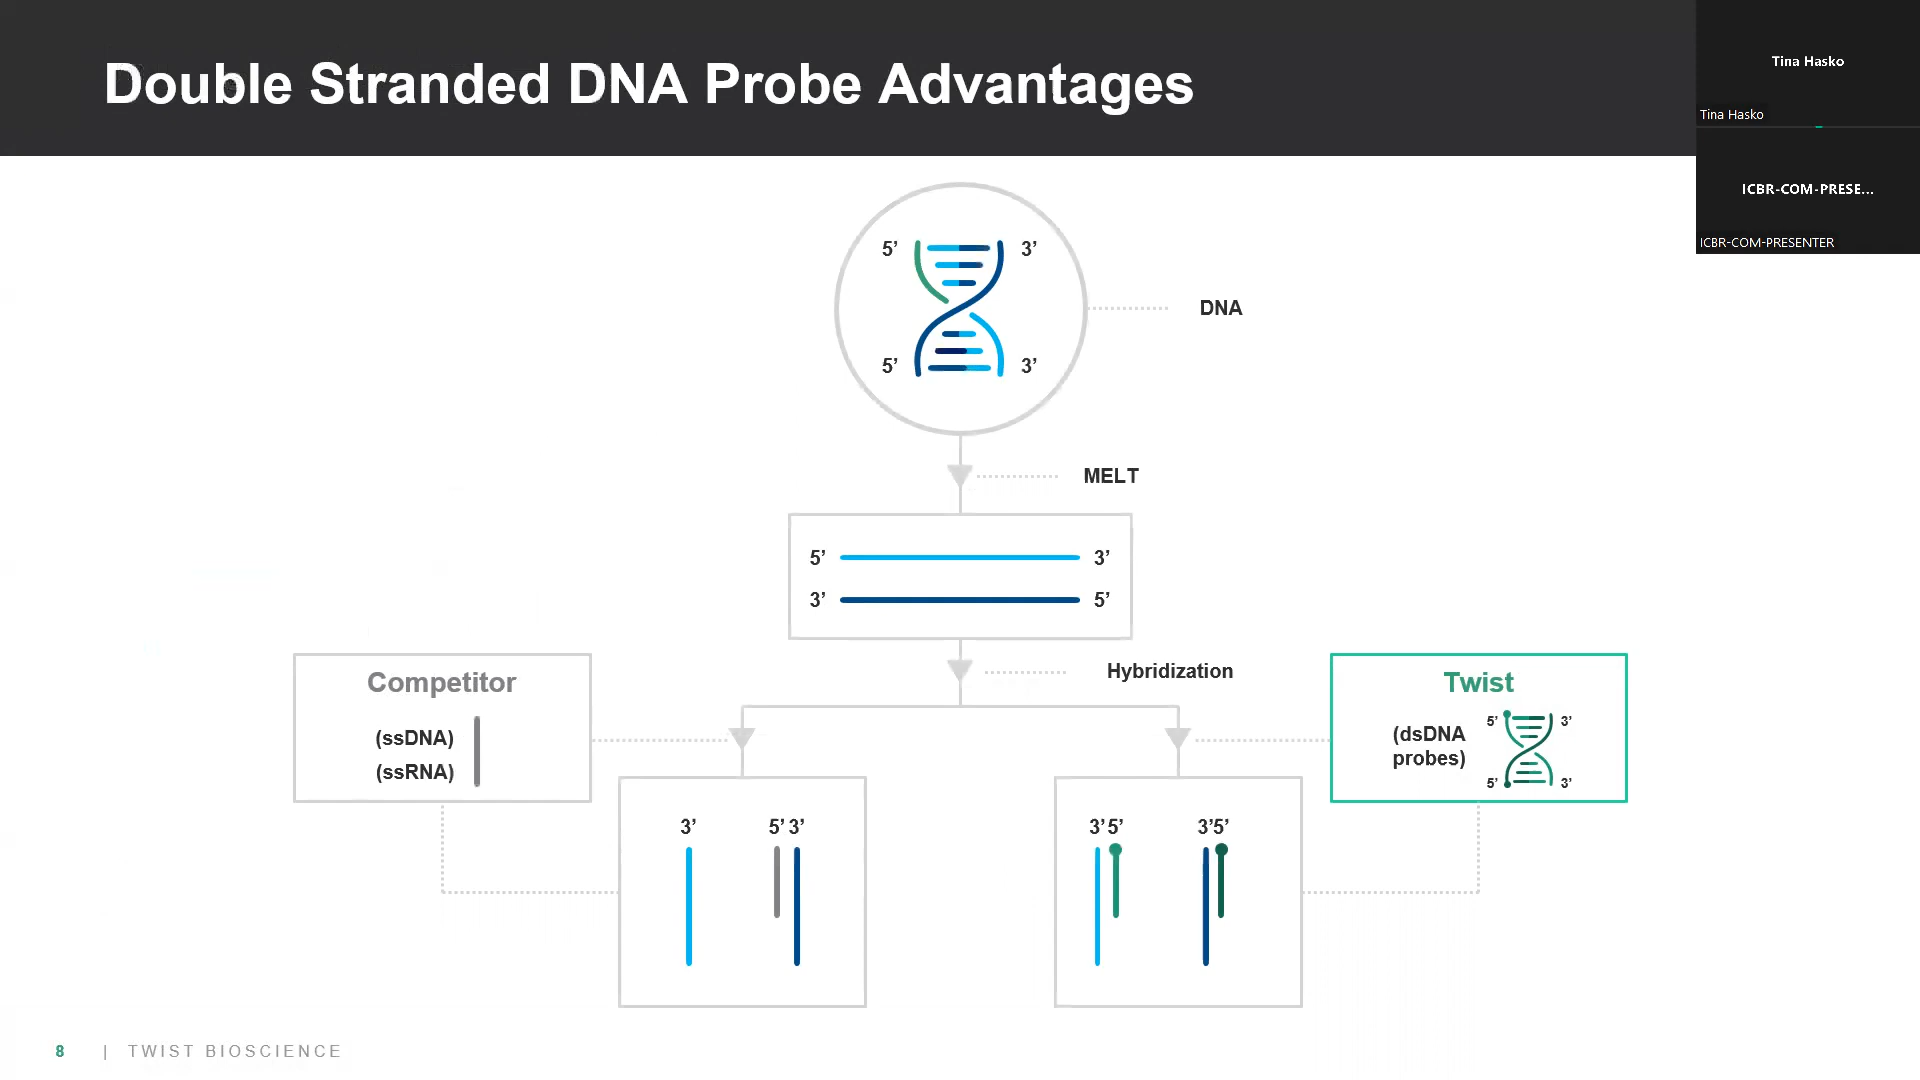 Double Stranded DNA Probe Advantages
Tina Hasko
Tina Hasko
ICBR-COM-PRESE...
ICBR-COM-PRESENTER
5’ 3’
DNA
5’ 3’
MELT
5’ 3’
3’ 5’
Hybridization
Competitor
(ssDNA)
(ssRNA)
Twist
(dsDNA
probes)
5’ 3’
5’ 3’
3’ 5’ 3’
3’ 5’ 3’ 5’
8 | TWIST BIOSCIENCE